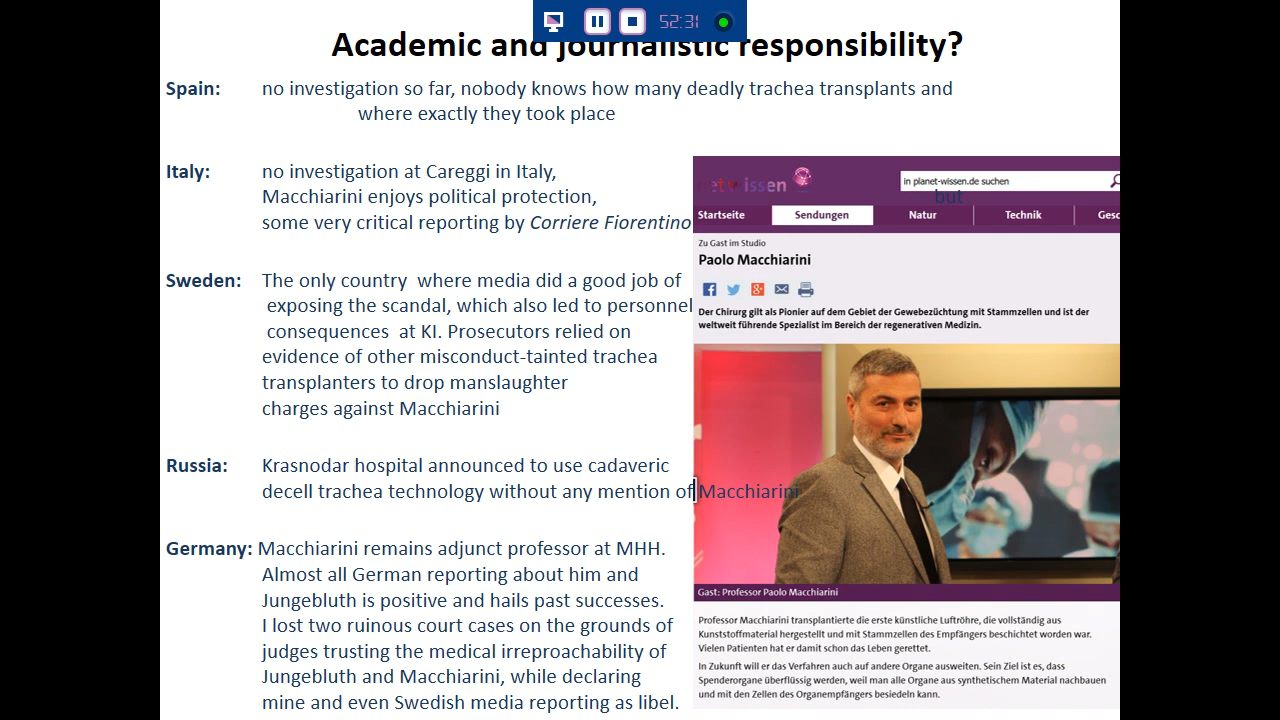 52:31
Academic and journalistic responsibility?
Spain: no investigation so far, nobody knows how many deadly trachea transplants and
where exactly they took place
Italy: no investigation at Careggi in Italy,
Macchiarini enjoys political protection,
some very critical reporting by Corriere Fiorentino
but
Sweden: The only country where media did a good job of
exposing the scandal, which also led to personnel
consequences at KI. Prosecutors relied on
evidence of other misconduct-tainted trachea
transplanters to drop manslaughter
charges against Macchiarini
Russia: Krasnodar hospital announced to use cadaveric
decell trachea technology without any mention of Macchiarini
Germany: Macchiarini remains adjunct professor at MHH.
Almost all German reporting about him and
Jungebluth is positive and hails past successes.
I lost two ruinous court cases on the grounds of
judges trusting the medical irreproachability of
Jungebluth and Macchiarini, while declaring
mine and even Swedish media reporting as libel.
in planet-wissen.de suchen
Startseite Sendungen Natur Technik Gesc
Zu Gast im Studio
Paolo Macchiarini
Der Chirurg gilt als Pionier auf dem Gebiet der Gewebezüchtung mit Stammzellen und ist der
weltweit führende Spezialist im Bereich der regenerativen Medizin.
Gast: Professor Paolo Macchiarini
Professor Macchiarini transplantierte die erste künstliche Luftröhre, die vollständig aus
Kunststoffmaterial hergestellt und mit Stammzellen des Empfängers beschichtet worden war.
Vielen Patienten hat er damit schon das Leben gerettet.
In Zukunft will er das Verfahren auch auf andere Organe ausweiten. Sein Ziel ist es, dass
Spenderorgane überflüssig werden, weil man alle Organe aus synthetischem Material nachbauen
und mit den Zellen des Organempfängers besiedeln kann.